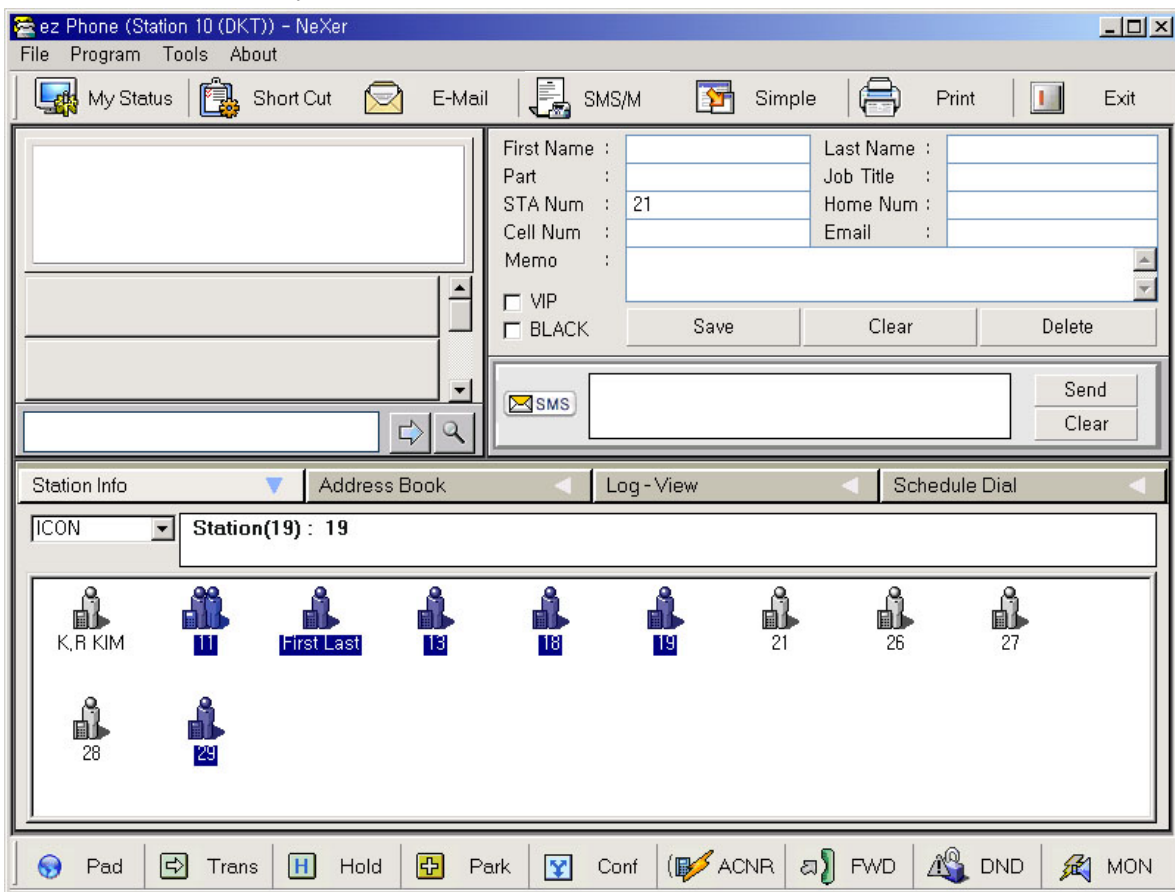 ez Phone (Station 10 (DKT)) - NeXer
File Program Tools About
My Status Short Cut E-Mail SMS/M Simple Print Exit
First Name : Last Name :
Part : Job Title :
STA Num : 21 Home Num :
Cell Num : Email :
Memo :
VIP
BLACK Save Clear Delete
SMS Send
Clear
Station Info Address Book Log-View Schedule Dial
ICON Station(19) : 19
K,R KIM 11 First Last 13 18 19 21 26 27
28 29
Pad Trans H Hold Park Conf (ACNR FWD DND MON